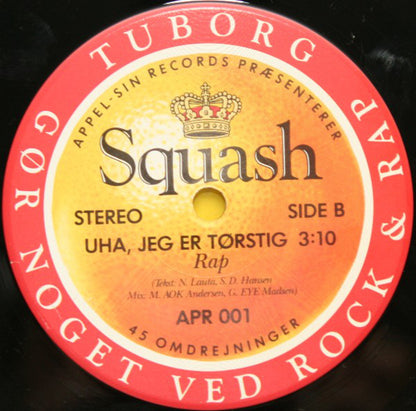 TUBORG
GØR NOGET VED ROCK & RAP
APPEL-SIN RECORDS PRÆSENTERER
Squash
STEREO
SIDE B
UHA, JEG ER TØRSTIG 3:10
Rap
(Tekst: N. Lauta, S. D. Hansen
Mix: M. AOK Andersen, G. EYE Madsen)
APR 001
45 OMDREJNINGER